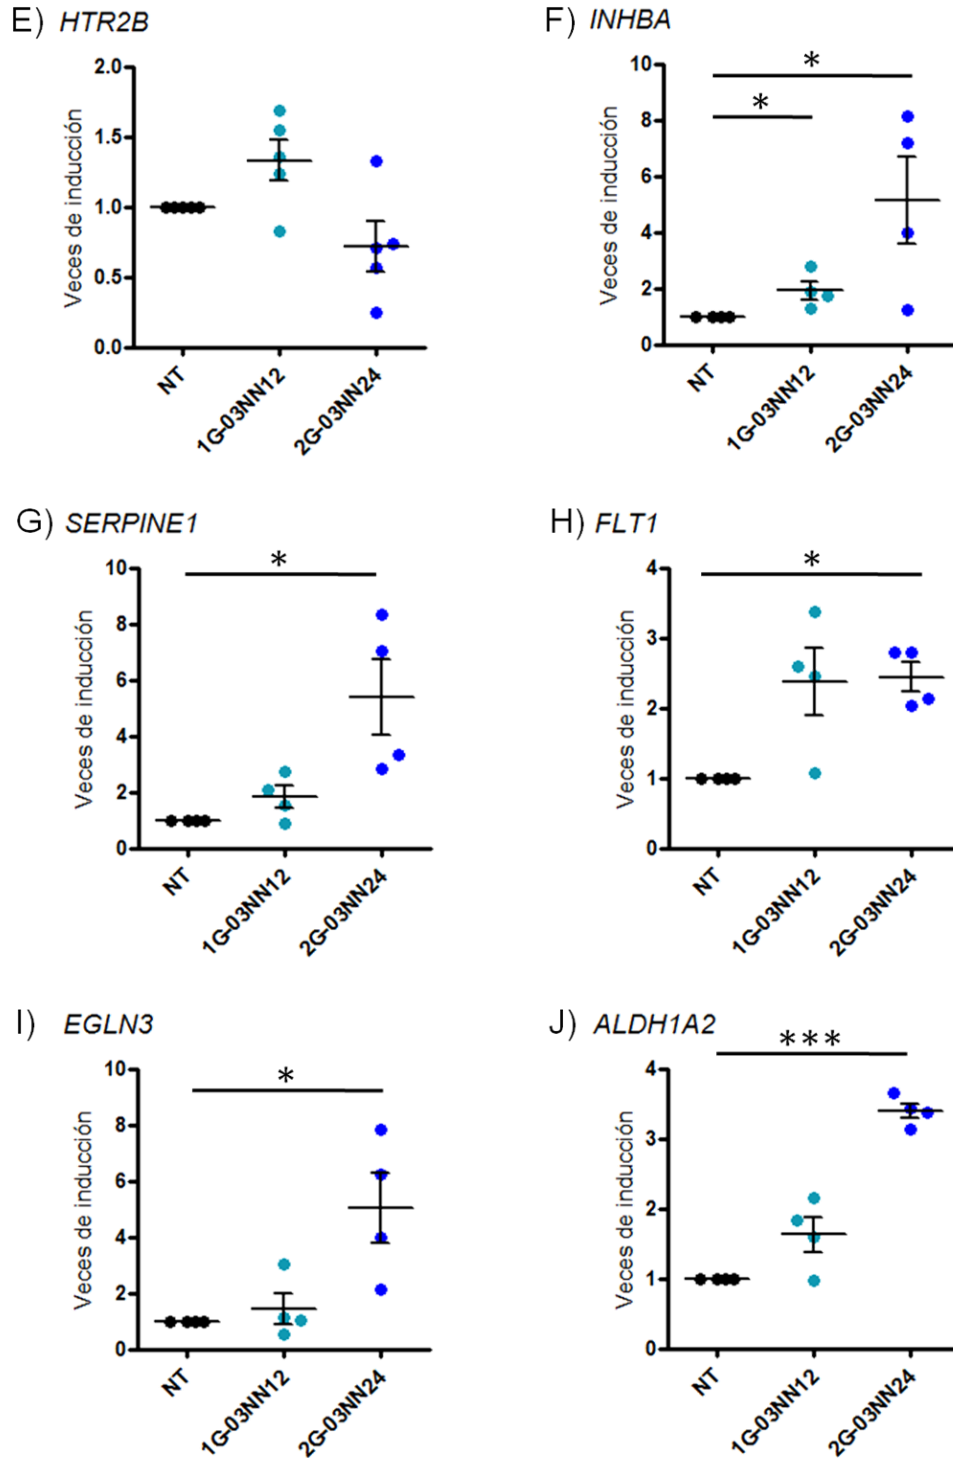 E) HTR2B
Veces de inducción
2.0
1.5
1.0
0.5
0.0
NT
1G-03NN12
2G-03NN24
F) INHBA
Veces de inducción
*
*
10
8
6
4
2
0
NT
1G-03NN12
2G-03NN24
G) SERPINE1
Veces de inducción
*
10
8
6
4
2
0
NT
1G-03NN12
2G-03NN24
H) FLT1
Veces de inducción
*
4
3
2
1
0
NT
1G-03NN12
2G-03NN24
I) EGLN3
Veces de inducción
*
10
8
6
4
2
0
NT
1G-03NN12
2G-03NN24
J) ALDH1A2
Veces de inducción
***
4
3
2
1
0
NT
1G-03NN12
2G-03NN24